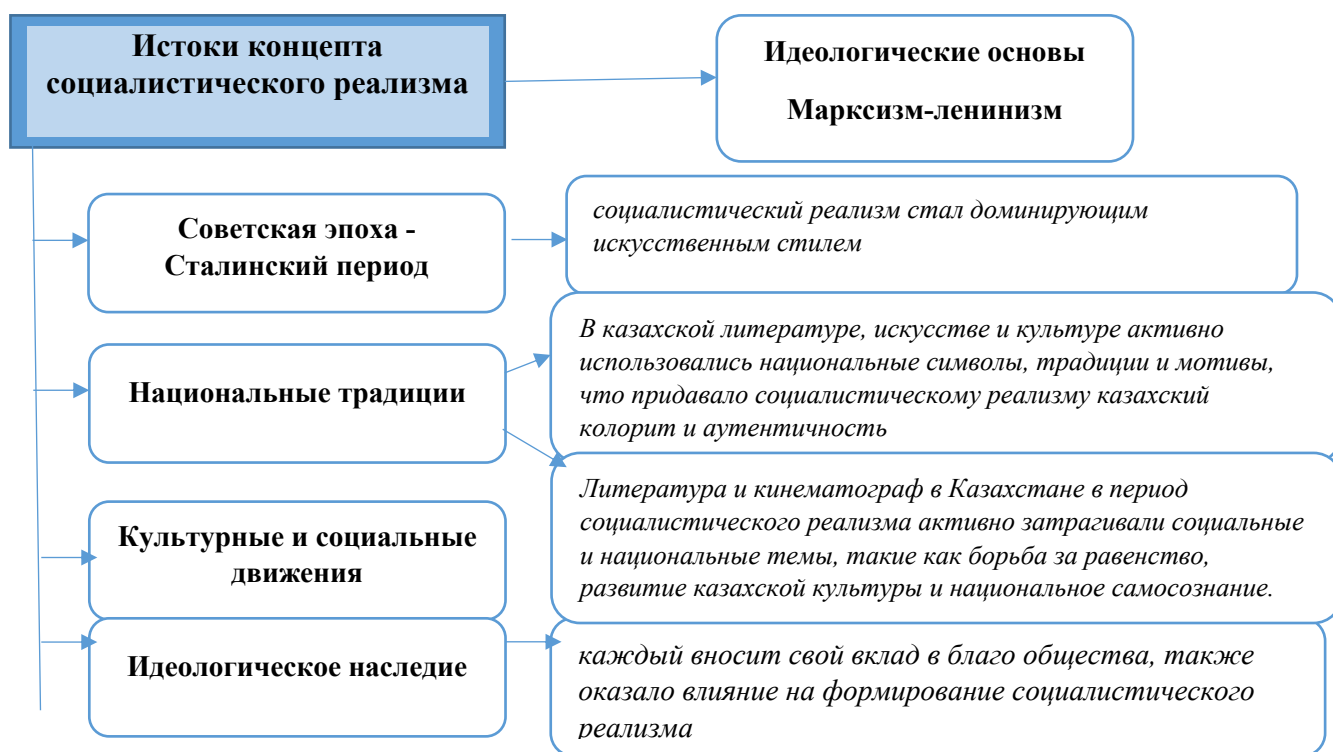 Истоки концепта
социалистического реализма
Идеологические основы
Марксизм-ленинизм
Советская эпоха -
Сталинский период
социалистический реализм стал доминирующим
искусственным стилем
Национальные традиции
В казахской литературе, искусстве и культуре активно
использовались национальные символы, традиции и мотивы,
что придавало социалистическому реализму казахский
колорит и аутентичность
Литература и кинематограф в Казахстане в период
социалистического реализма активно затрагивали социальные
и национальные темы, такие как борьба за равенство,
развитие казахской культуры и национальное самосознание.
Культурные и социальные
движения
Идеологическое наследие
каждый вносит свой вклад в благо общества, также
оказало влияние на формирование социалистического
реализма